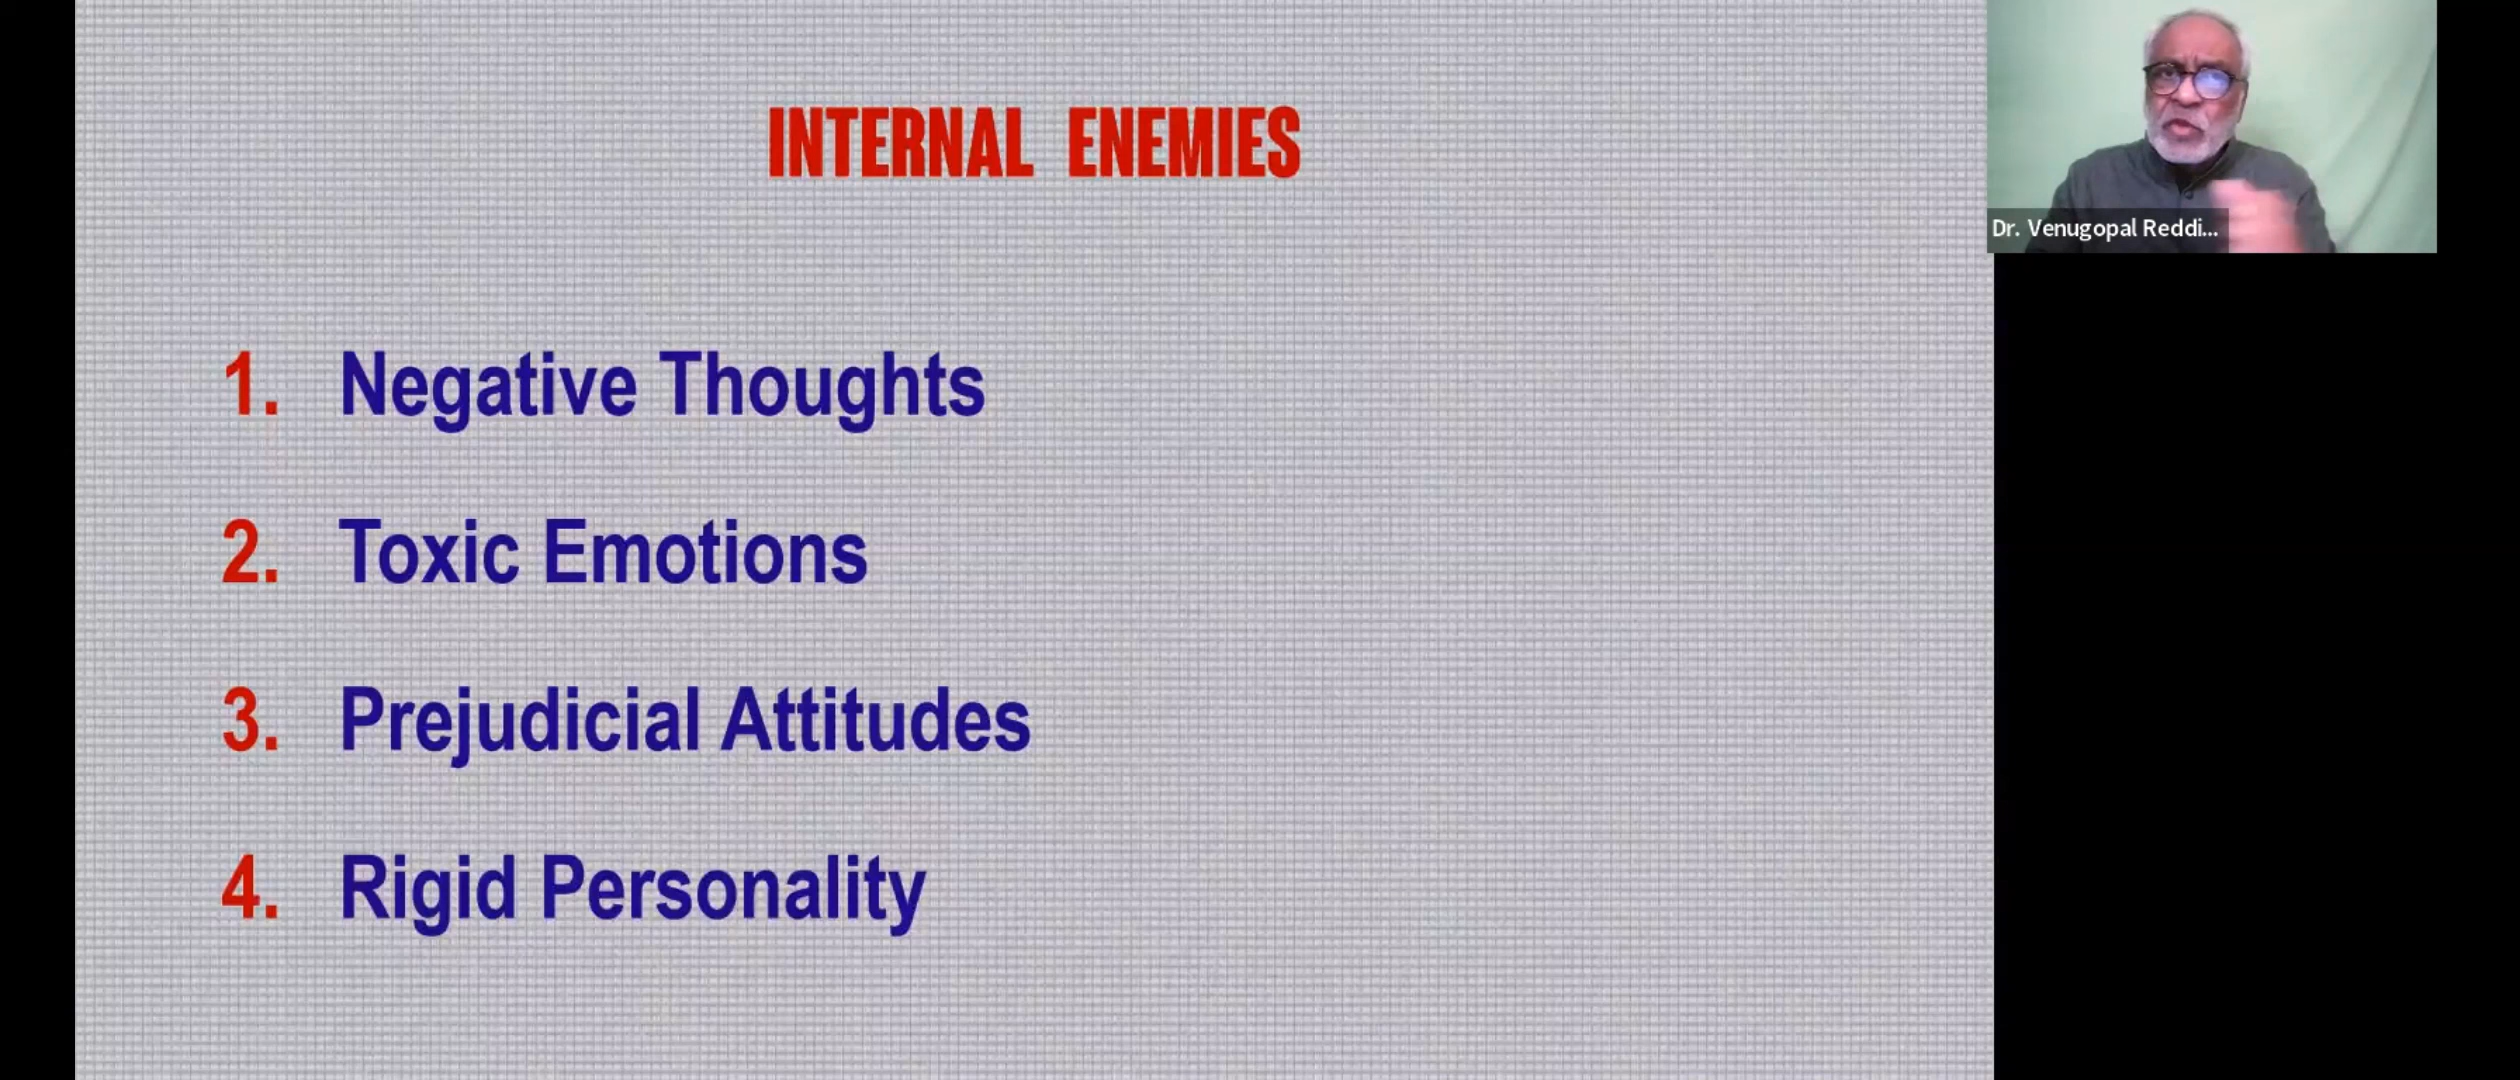 INTERNAL ENEMIES
1. Negative Thoughts
2. Toxic Emotions
3. Prejudicial Attitudes
4. Rigid Personality
Dr. Venugopal Reddi...